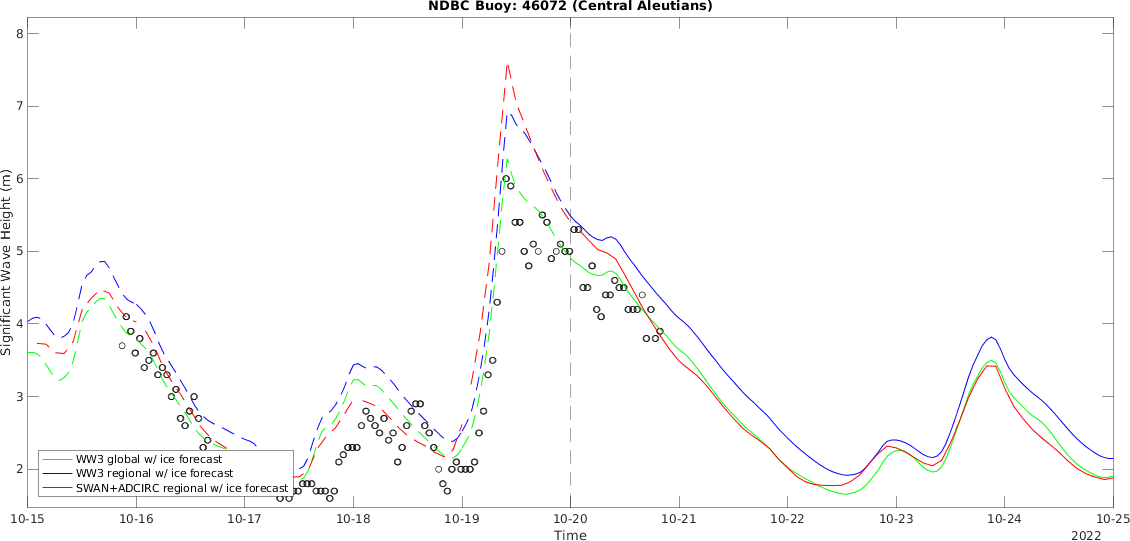 NDBC Buoy: 46072 (Central Aleutians)
8
7
6
5
4
3
2
Significant Wave Height (m)
WW3 global w/ ice forecast
WW3 regional w/ ice forecast
SWAN+ADCIRC regional w/ ice forecast
10-15 10-16 10-17 10-18 10-19 10-20 10-21 10-22 10-23 10-24 10-25
Time
2022